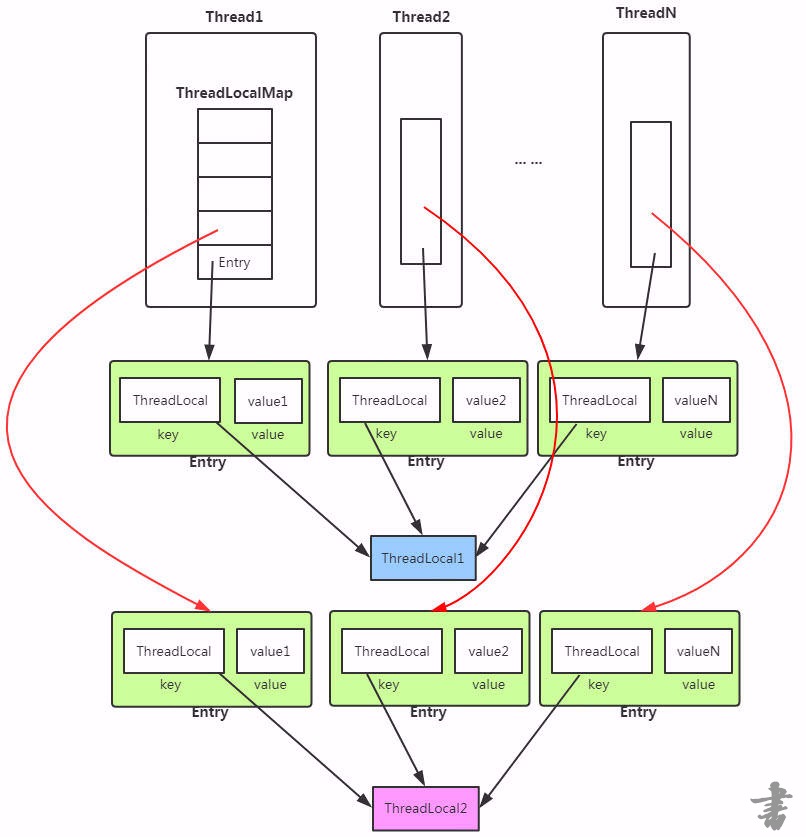 Thread1 Thread2 ThreadN
ThreadLocalMap
... ...
Entry
ThreadLocal value1 ThreadLocal value2 ThreadLocal valueN
key value key value key value
Entry Entry Entry
ThreadLocal1
ThreadLocal value1 ThreadLocal value2 ThreadLocal valueN
key value key value key value
Entry Entry Entry
ThreadLocal2
書